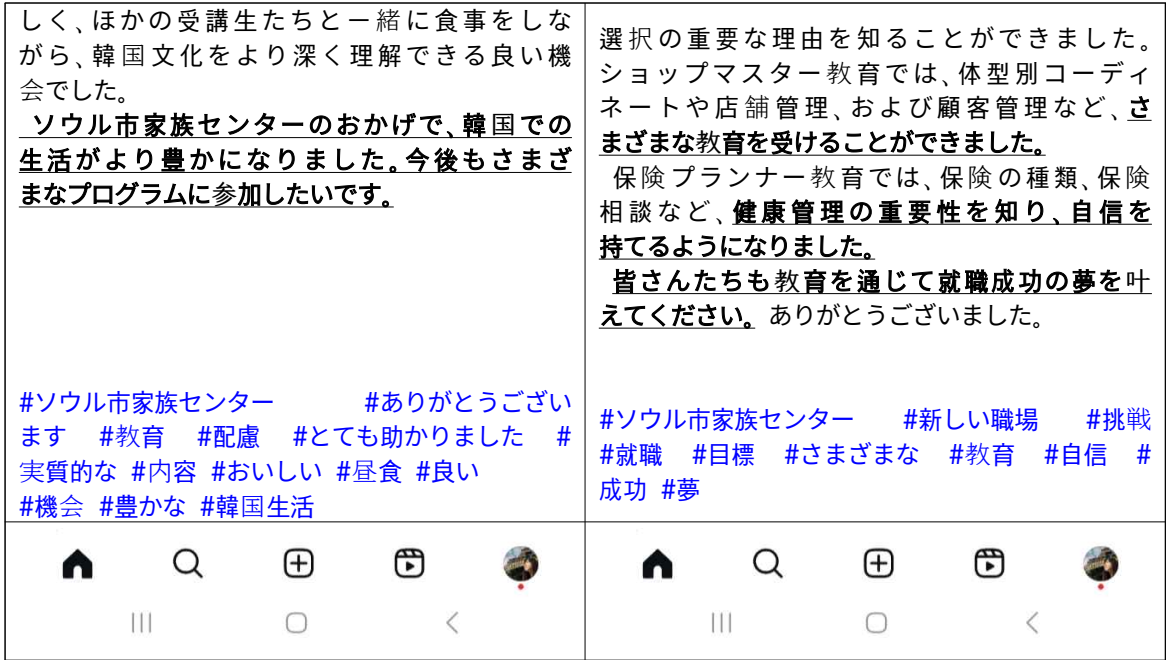 しく、ほかの受講生たちと一緒に食事をしな
がら、韓国文化をより深く理解できる良い機
会でした。
ソウル市家族センターのおかげで、韓国での
生活がより豊かになりました。今後もさまざ
まなプログラムに参加したいです。
#ソウル市家族センター #ありがとうござい
ます #教育 #配慮 #とても助かりました #
実質的な #内容 #おいしい #昼食 #良い
#機会 #豊かな #韓国生活
選択の重要な理由を知ることができました。
ショップマスター教育では、体型別コーディ
ネートや店舗管理、および顧客管理など、さ
まざまな教育を受けることができました。
保険プランナー教育では、保険の種類、保険
相談など、健康管理の重要性を知り、自信を
持てるようになりました。
皆さんたちも教育を通じて就職成功の夢を叶
えてください。ありがとうございました。
#ソウル市家族センター #新しい職場 #挑戦
#就職 #目標 #さまざまな #教育 #自信 #
成功 #夢